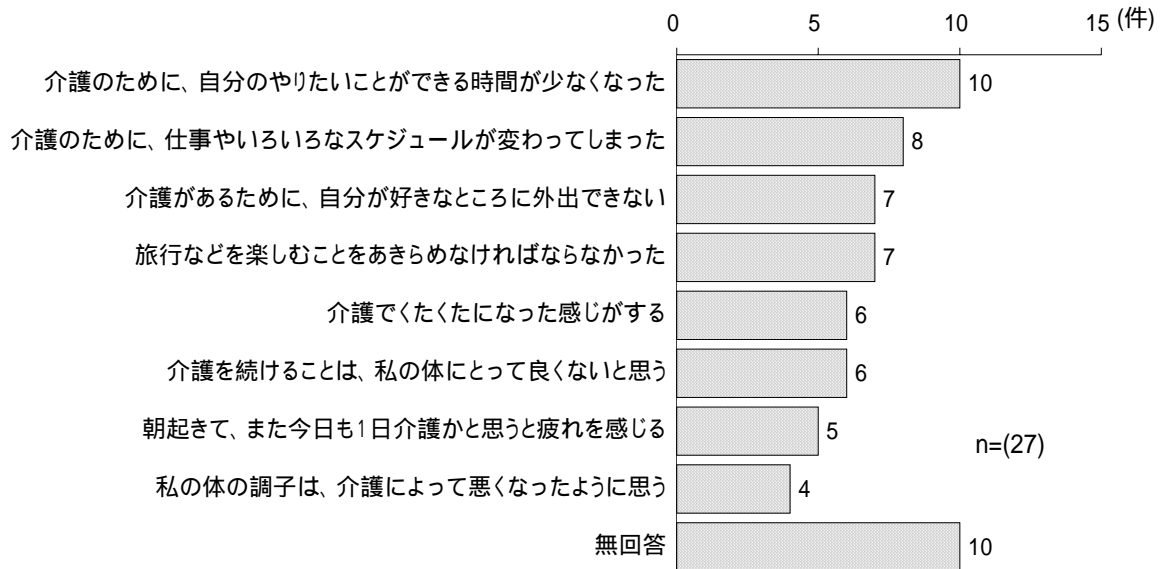 0 5 10 15 (件)
介護のために、自分のやりたいことができる時間が少なくなった 10
介護のために、仕事やいろいろなスケジュールが変わってしまった 8
介護があるために、自分が好きなところに外出できない 7
旅行などを楽しむことをあきらめなければならなかった 7
介護でくたくたになった感じがする 6
介護を続けることは、私の体にとって良くないと思う 6
朝起きて、また今日も1日介護かと思うと疲れを感じる 5
n=(27)
私の体の調子は、介護によって悪くなったように思う 4
無回答 10